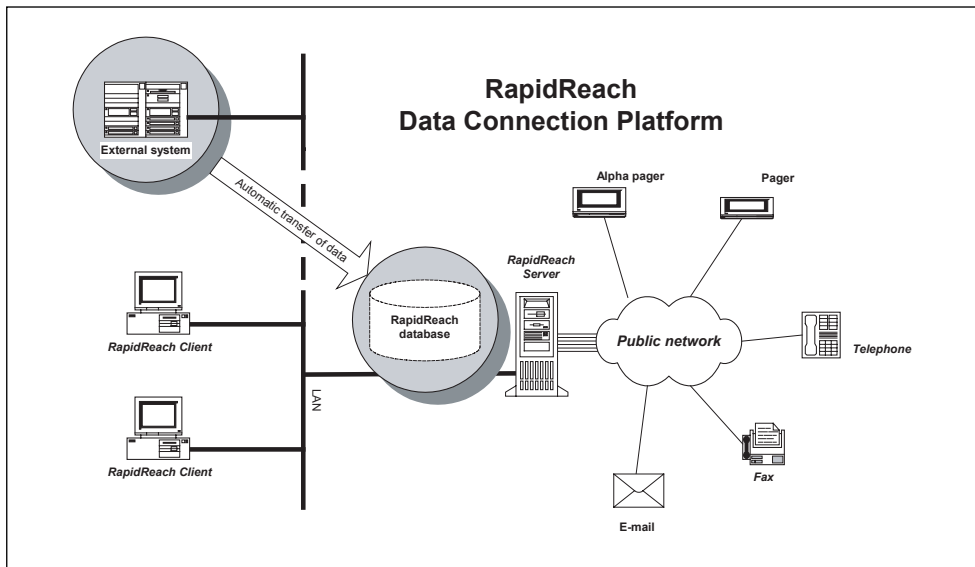 RapidReach
Data Connection Platform
External system
Automatic transfer of data
Alpha pager
Pager
RapidReach
Server
RapidReach
database
Public network
Telephone
RapidReach Client
LAN
RapidReach Client
Fax
E-mail